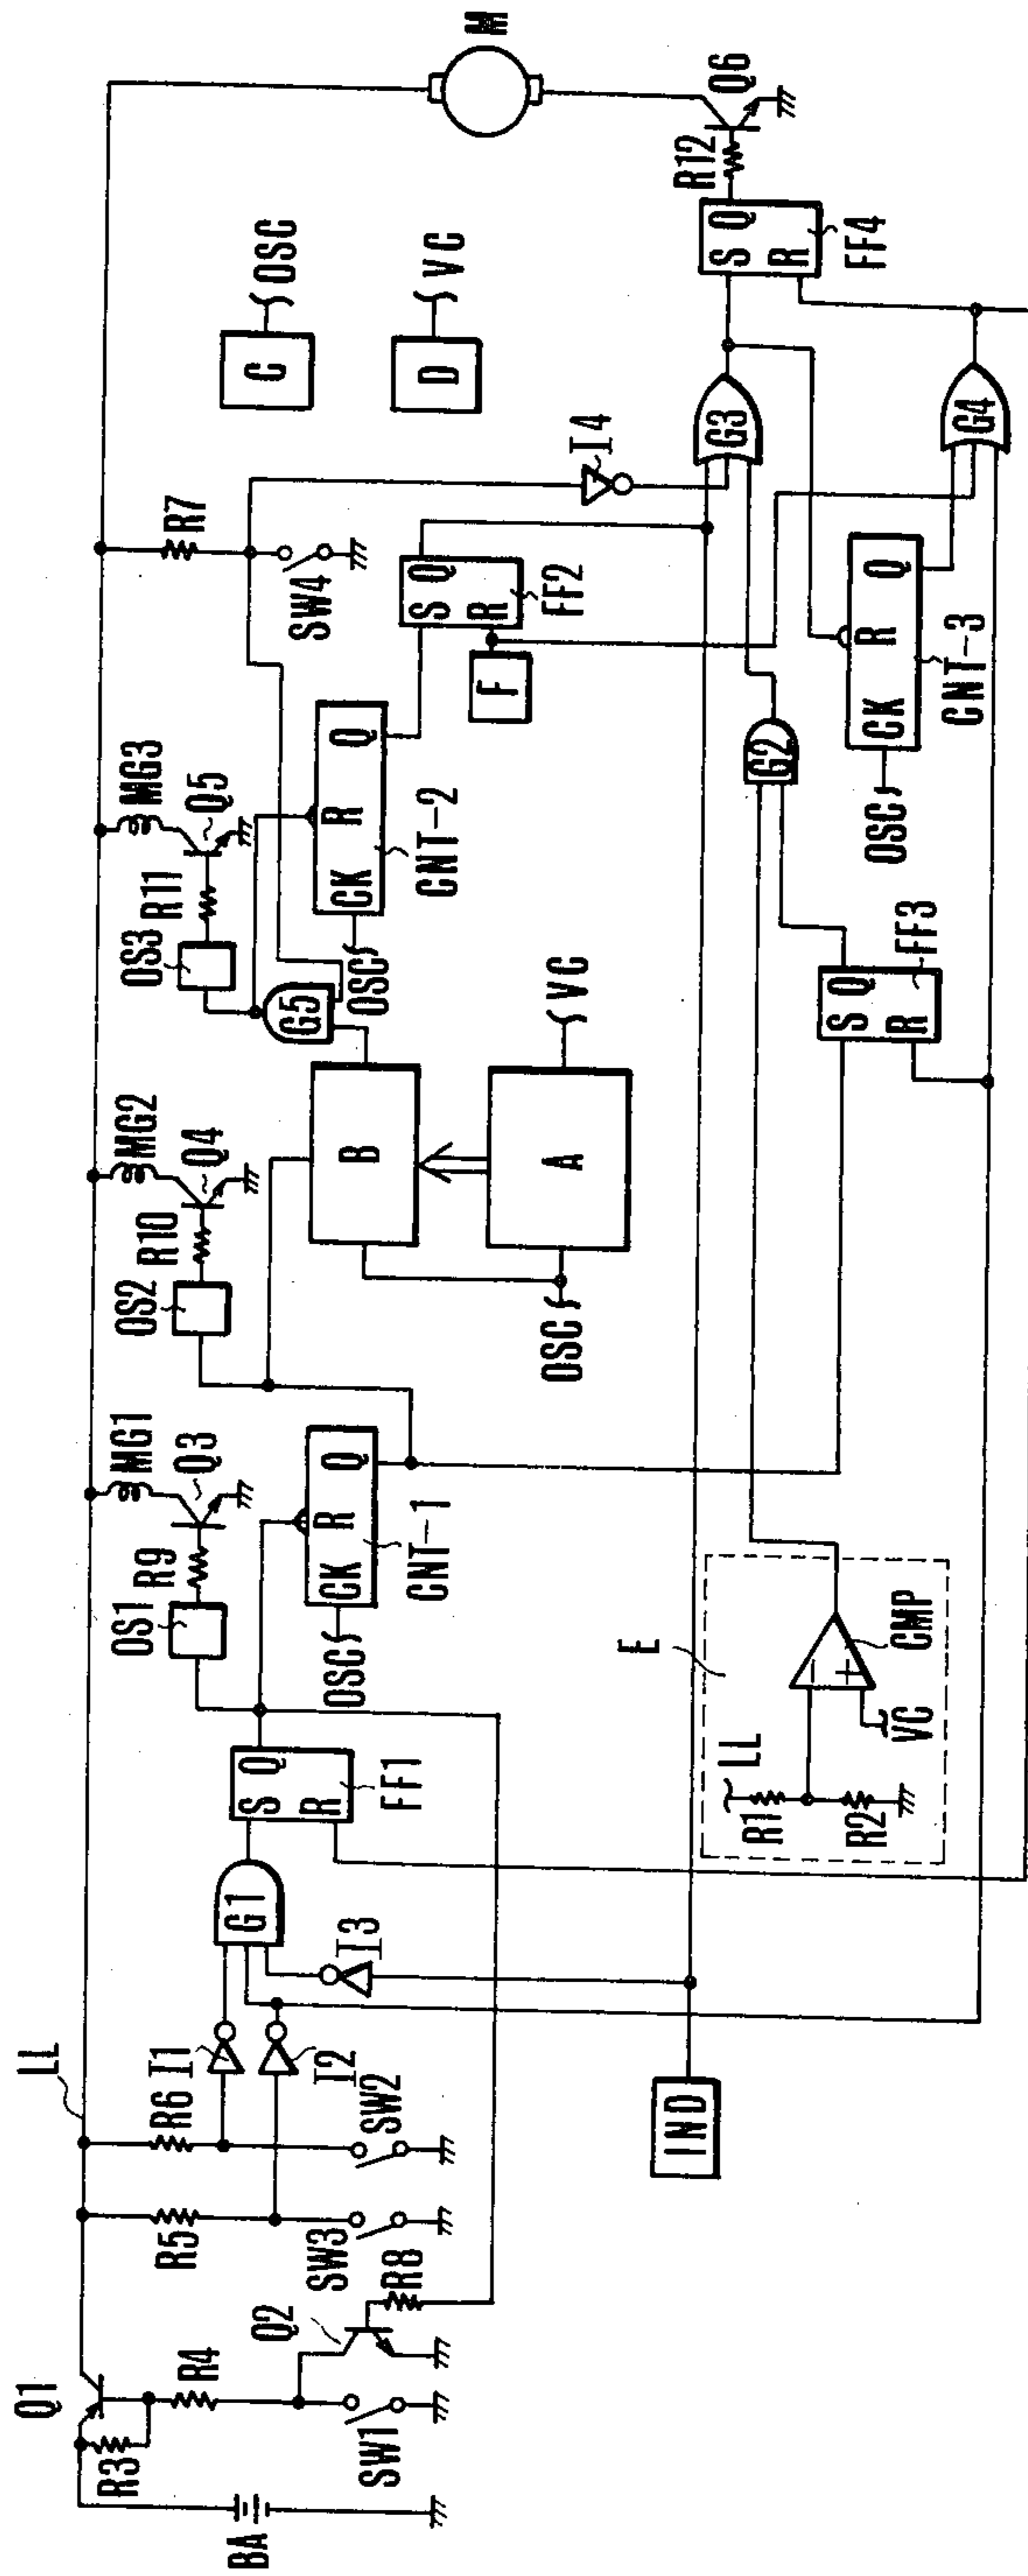 BA
R3
Q1
R4
SW1
Q2
R8
R5
SW3
R6
SW2
LL
I1
I2
I3
G1
S Q
R
FF1
OS1
R9
Q3
MG1
OSC
CK R Q
CNT-1
OS2
R10
Q4
MG2
B
A
OSC
VC
G5
OS3
R11
Q5
MG3
OSC
CK R Q
CNT-2
F
S Q
R
FF2
R7
SW4
I4
C
OSC
D
VC
M
IND
E
LL
R1
R2
VC
- +
CMP
S Q
R
FF3
G2
G3
OSC
CK R Q
CNT-3
G4
S Q
R
FF4
R12
Q6